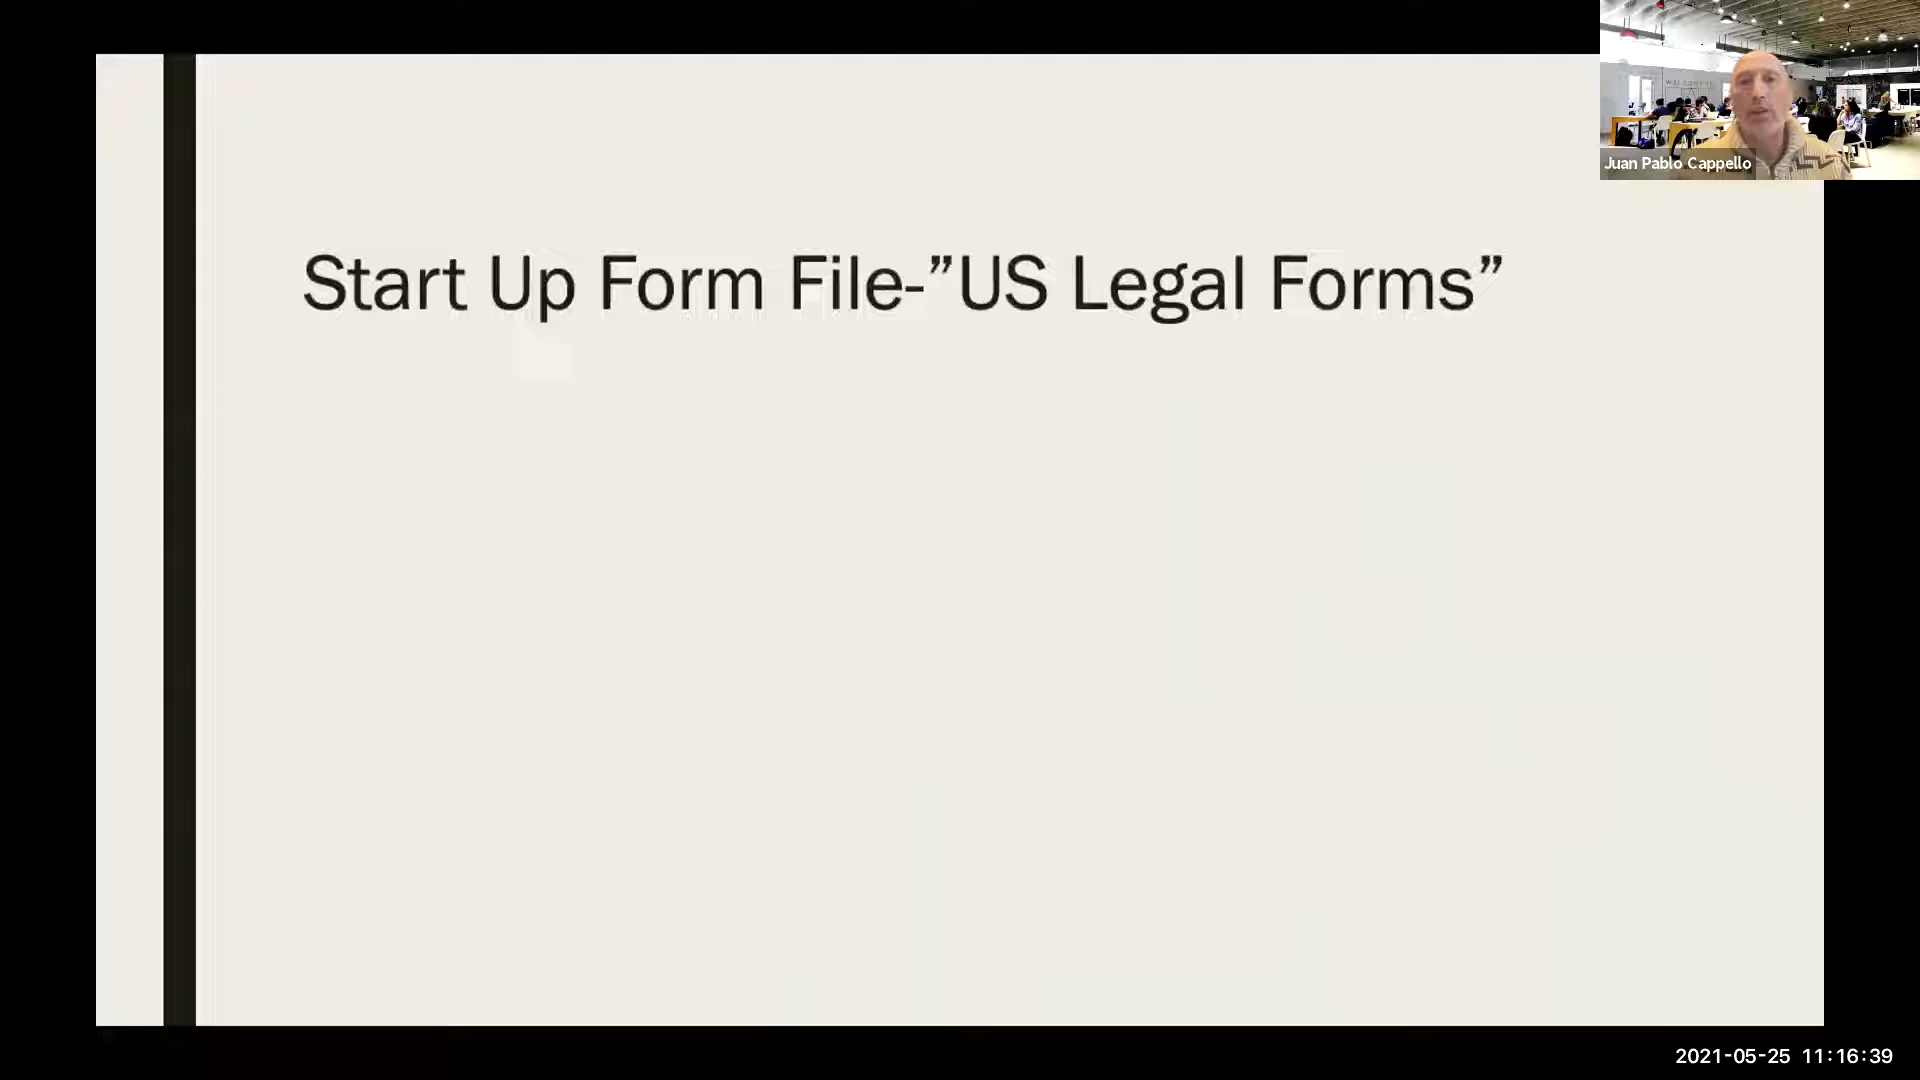 Start Up Form File-”US Legal Forms”
Juan Pablo Cappello
2021-05-25 11:16:39